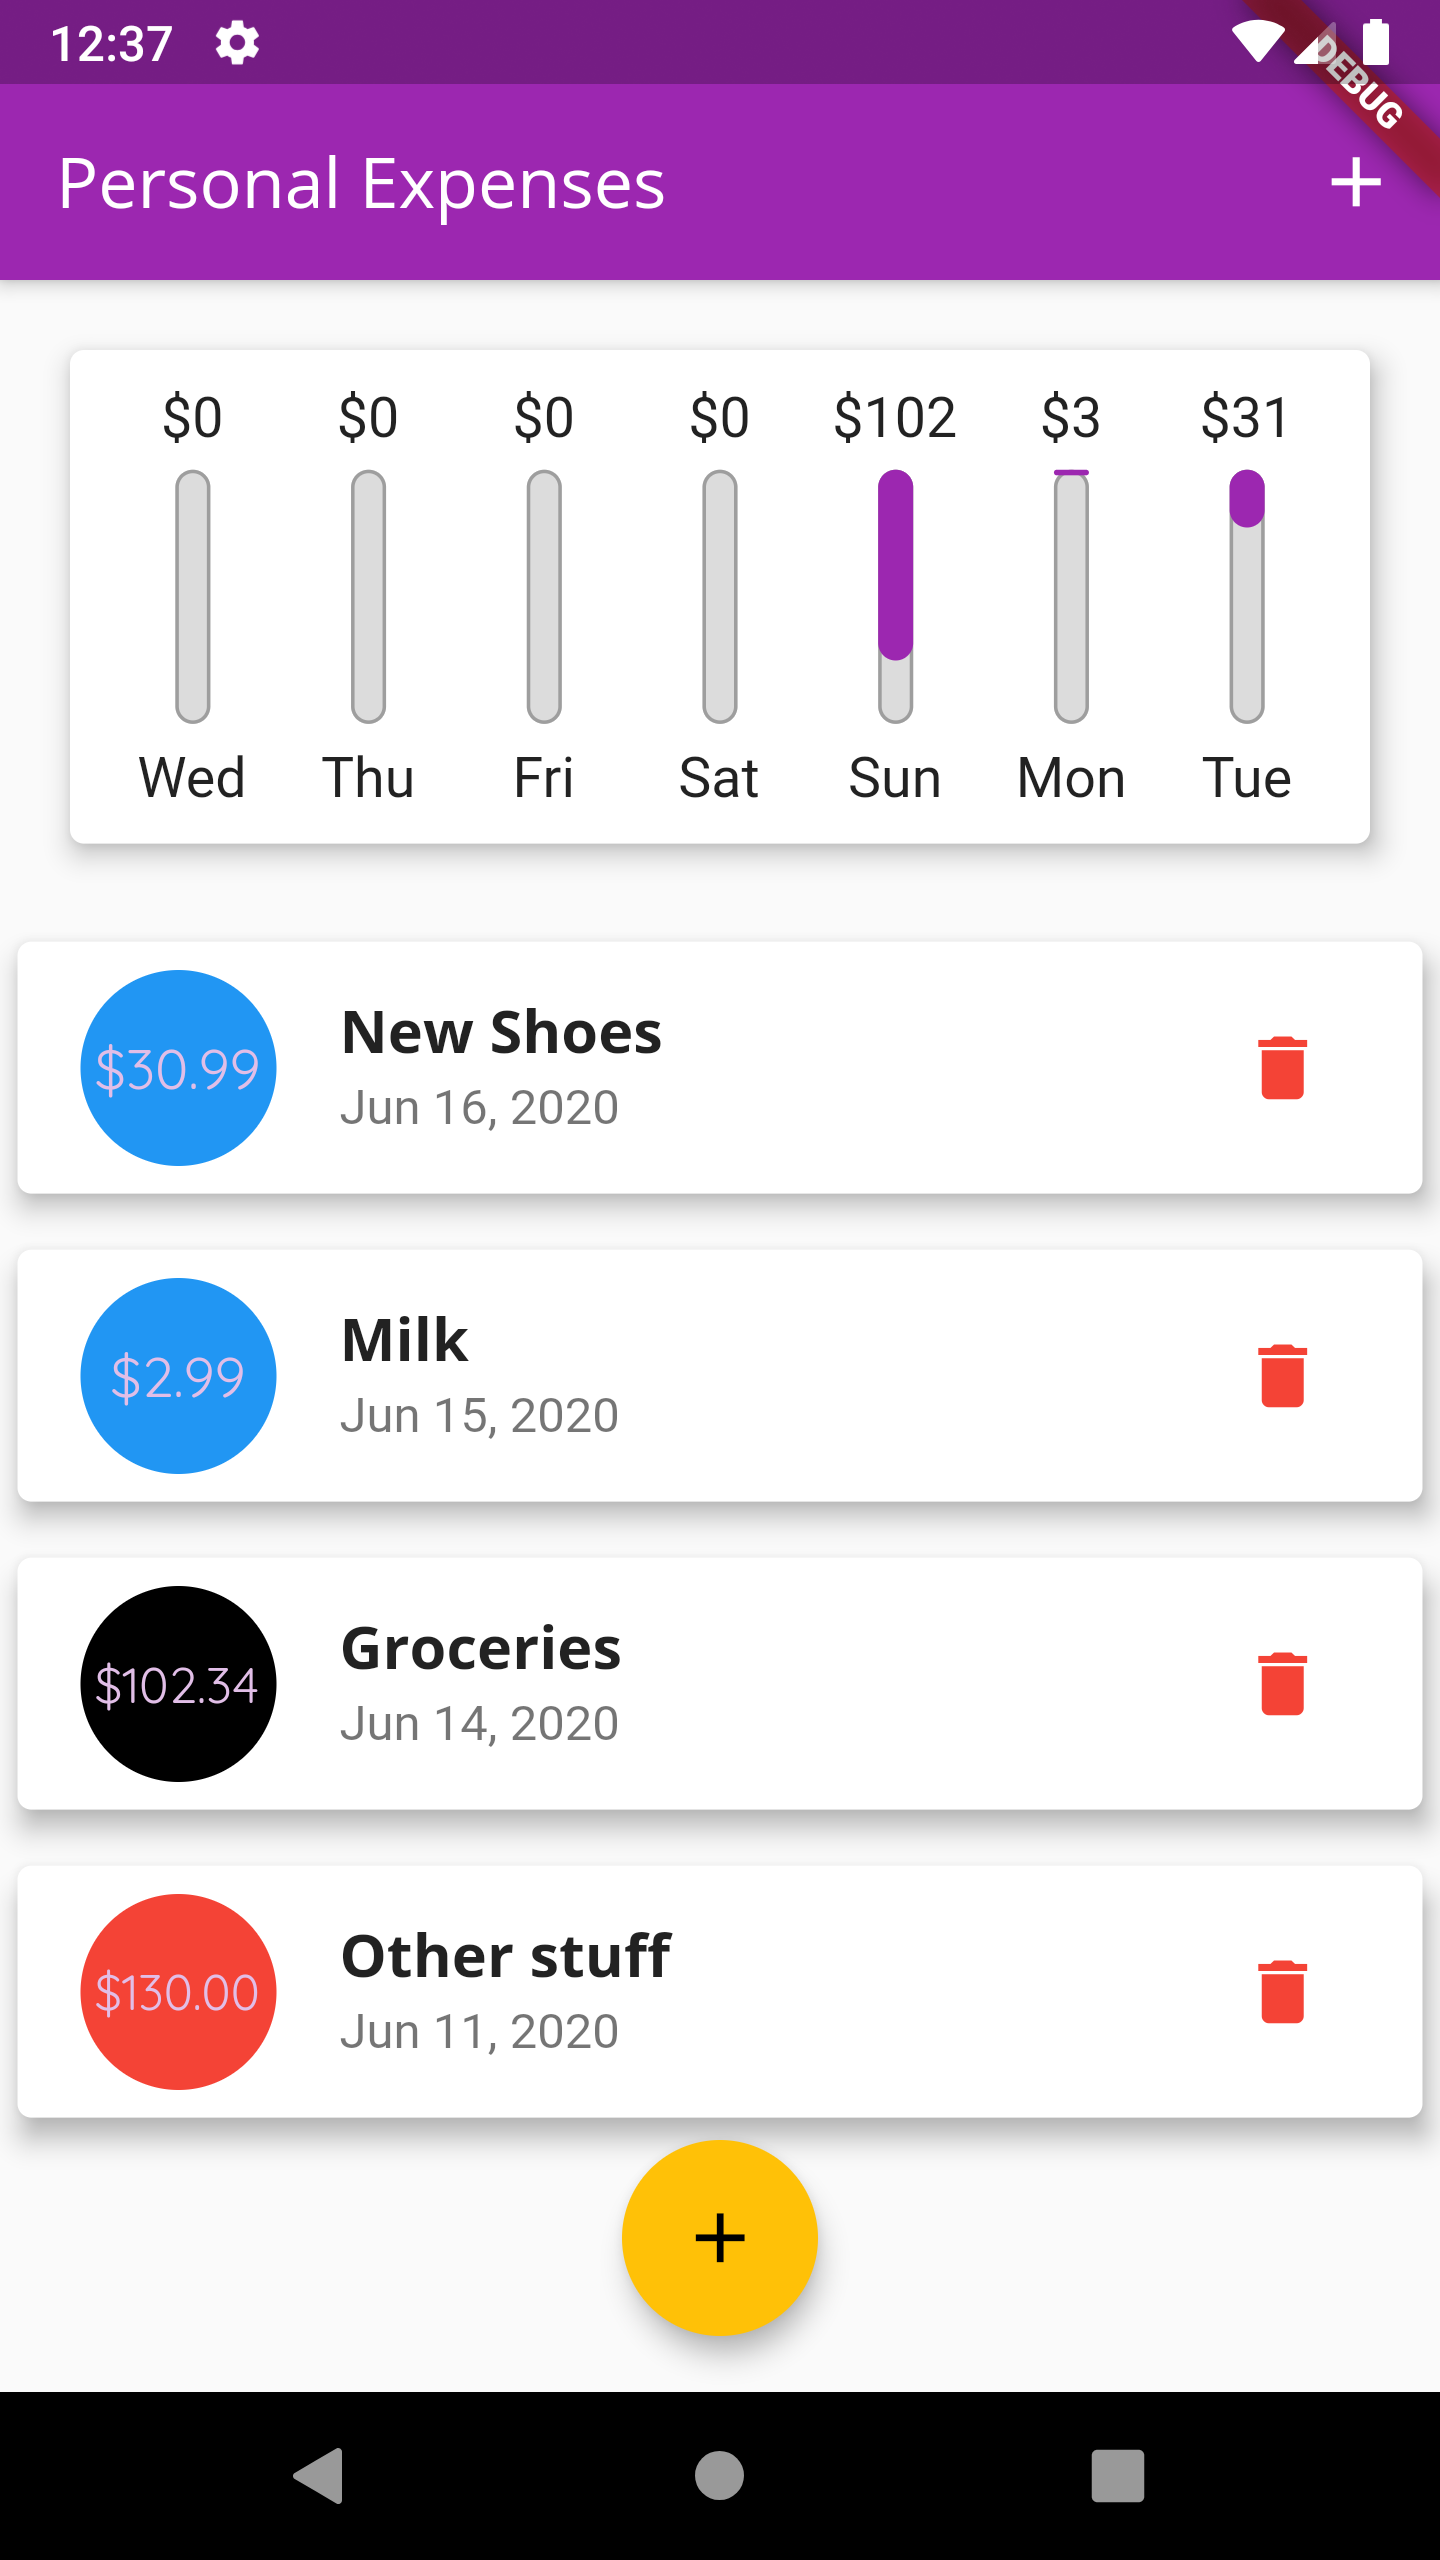 12:37
DEBUG
Personal Expenses
$0 $0 $0 $0 $102 $3 $31
Wed Thu Fri Sat Sun Mon Tue
$30.99
New Shoes
Jun 16, 2020
$2.99
Milk
Jun 15, 2020
$102.34
Groceries
Jun 14, 2020
$130.00
Other stuff
Jun 11, 2020